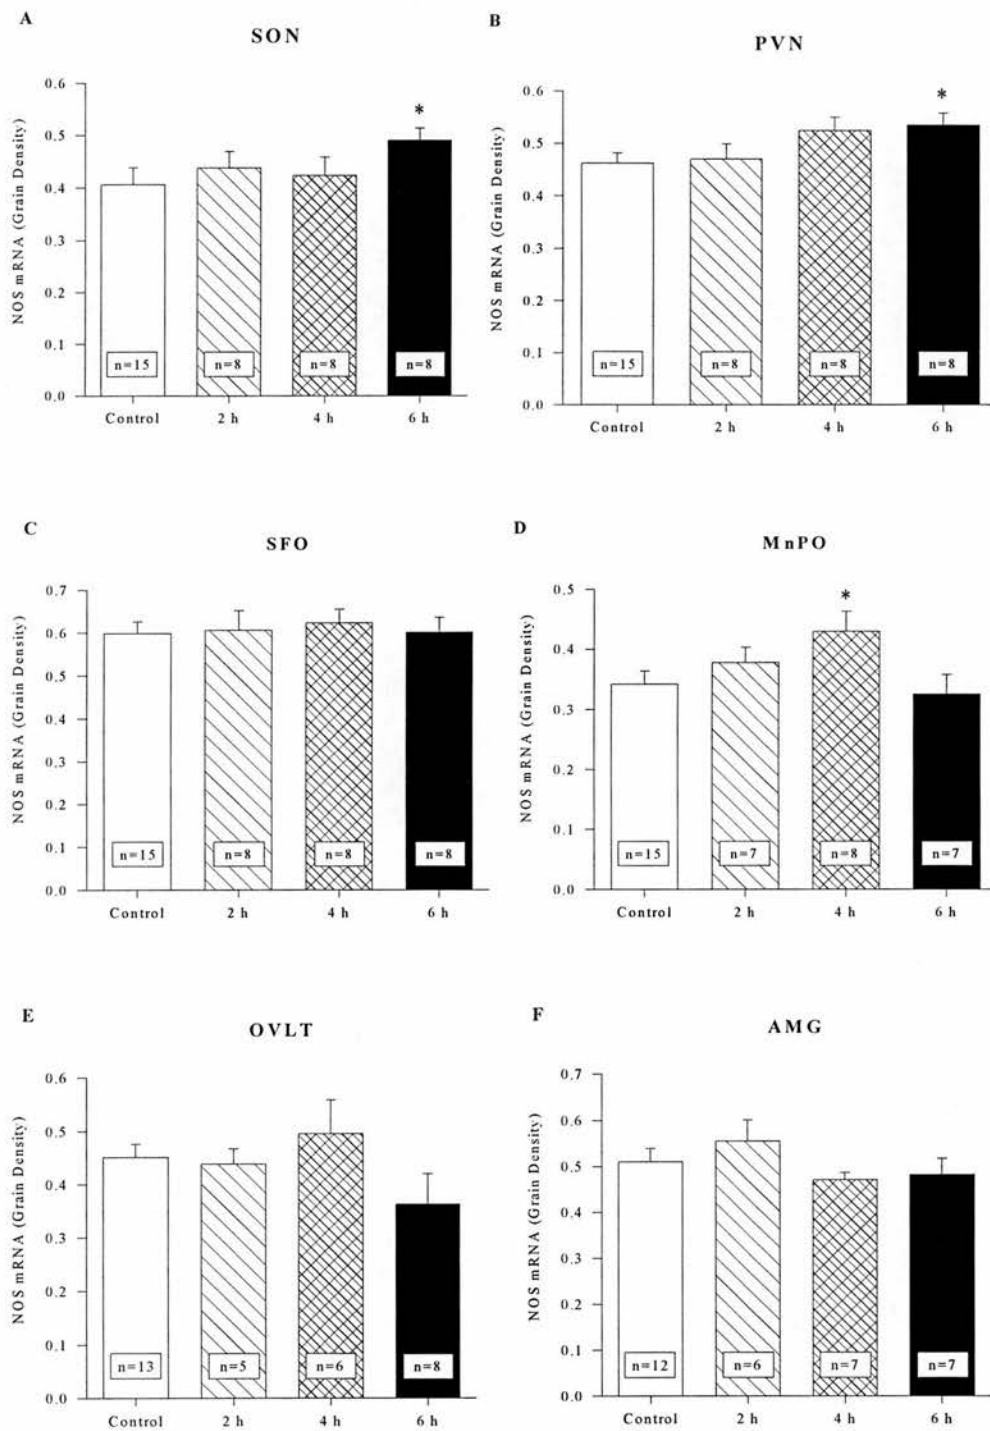 A
SON
NOS mRNA (Grain Density)
0.6
0.5
0.4
0.3
0.2
0.1
0.0
*
n=15
n=8
n=8
n=8
Control
2 h
4 h
6 h
B
PVN
NOS mRNA (Grain Density)
0.6
0.5
0.4
0.3
0.2
0.1
0.0
*
n=15
n=8
n=8
n=8
Control
2 h
4 h
6 h
C
SFO
NOS mRNA (Grain Density)
0.7
0.6
0.5
0.4
0.3
0.2
0.1
0.0
n=15
n=8
n=8
n=8
Control
2 h
4 h
6 h
D
MnPO
NOS mRNA (Grain Density)
0.5
0.4
0.3
0.2
0.1
0.0
*
n=15
n=7
n=8
n=7
Control
2 h
4 h
6 h
E
OVLT
NOS mRNA (Grain Density)
0.6
0.5
0.4
0.3
0.2
0.1
0.0
n=13
n=5
n=6
n=8
Control
2 h
4 h
6 h
F
AMG
NOS mRNA (Grain Density)
0.7
0.6
0.5
0.4
0.3
0.2
0.1
0.0
n=12
n=6
n=7
n=7
Control
2 h
4 h
6 h